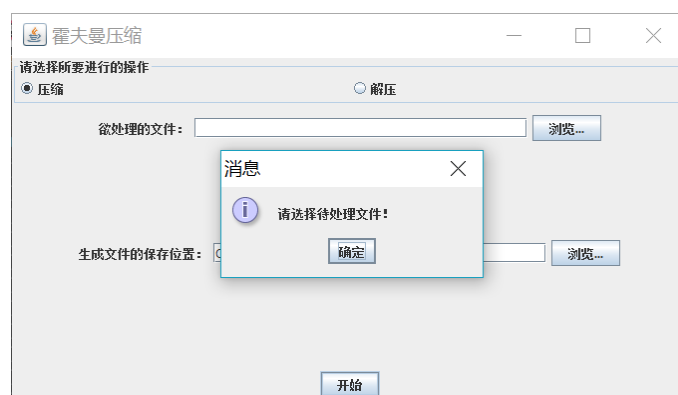 霍夫曼压缩
请选择所要进行的操作
压缩
解压
欲处理的文件：
浏览...
消息
请选择待处理文件！
确定
生成文件的保存位置：
浏览...
开始